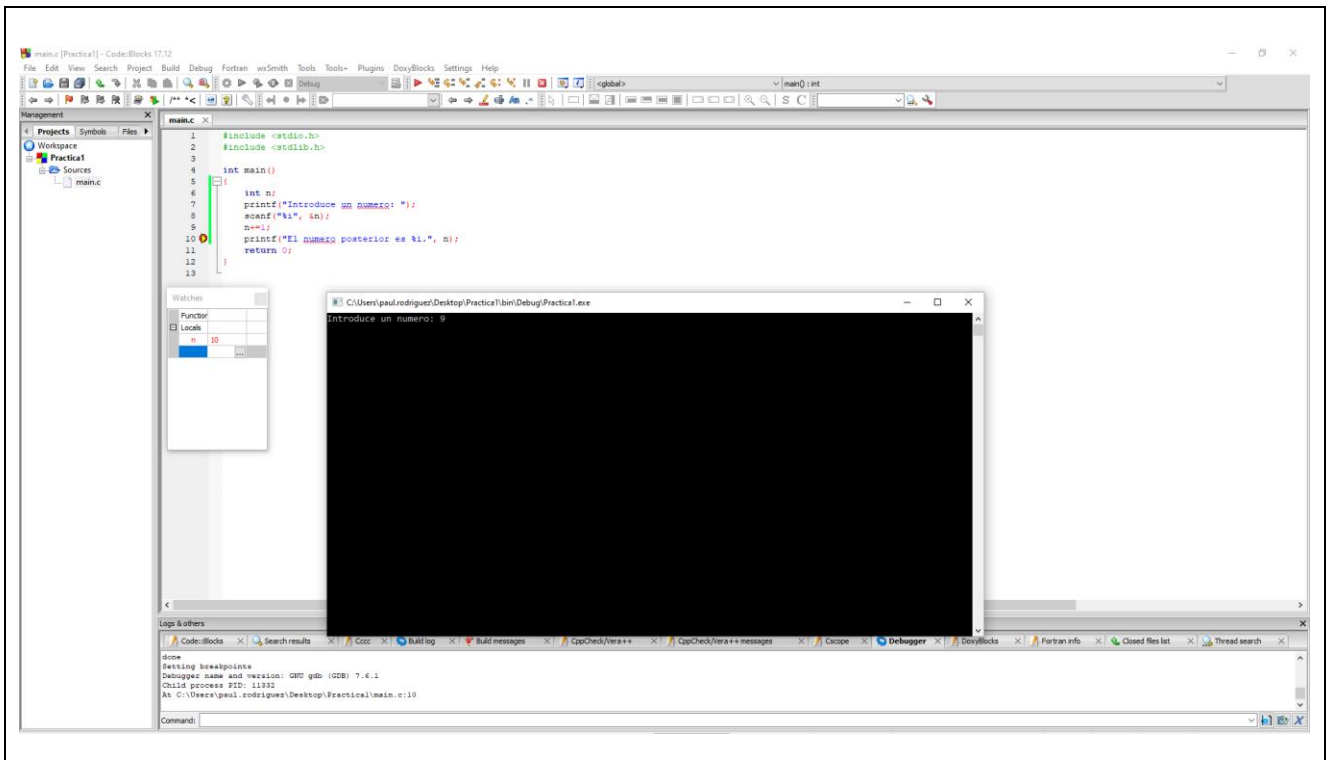 main.c [Practica1] - Code::Blocks 17.12
File Edit View Search Project Build Debug Fortran wxSmith Tools Tools+ Plugins DoxyBlocks Settings Help
Debug <global> main() : int
/** *< S C
Management
Projects Symbols Files
Workspace
Practica1
Sources
main.c
main.c
1 #include <stdio.h>
2 #include <stdlib.h>
3
4 int main()
5 {
6 int n;
7 printf("Introduce un numero: ");
8 scanf("%i", &n);
9 n+=1;
10 printf("El numero posterior es %i.", n);
11 return 0;
12 }
13
Watches
Function
Locals
n 10
...
C:\Users\paul.rodriguez\Desktop\Practica1\bin\Debug\Practica1.exe
Introduce un numero: 9
Logs & others
Code::Blocks Search results Cccc Build log Build messages CppCheck/Vera++ CppCheck/Vera++ messages Cscope Debugger DoxyBlocks Fortran info Closed files list Thread search
done
Setting breakpoints
Debugger name and version: GNU gdb (GDB) 7.6.1
Child process PID: 11332
At C:\Users\paul.rodriguez\Desktop\Practica1\main.c:10
Command: